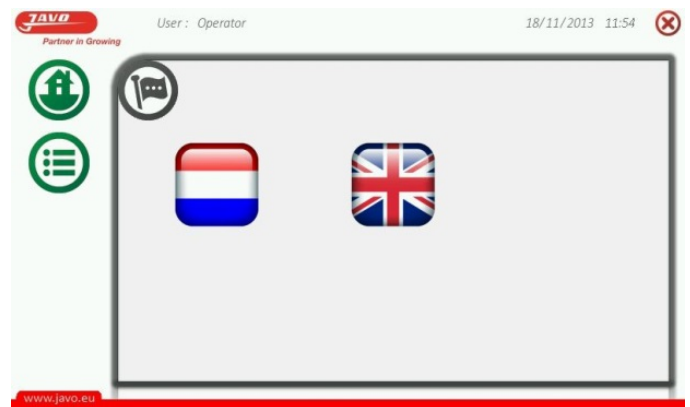 JAVO
Partner in Growing
User : Operator
18/11/2013 11:54
www.javo.eu